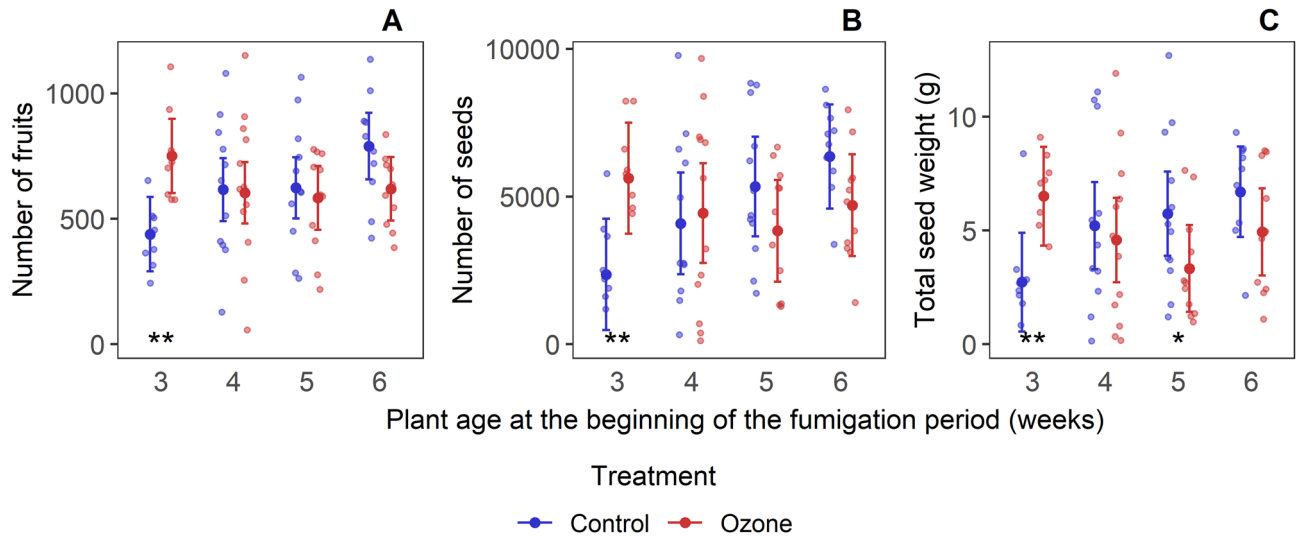 A
Number of fruits
1000
500
0
**
3 4 5 6
B
Number of seeds
10000
5000
0
**
3 4 5 6
C
Total seed weight (g)
10
5
0
** *
3 4 5 6
Plant age at the beginning of the fumigation period (weeks)
Treatment
Control Ozone